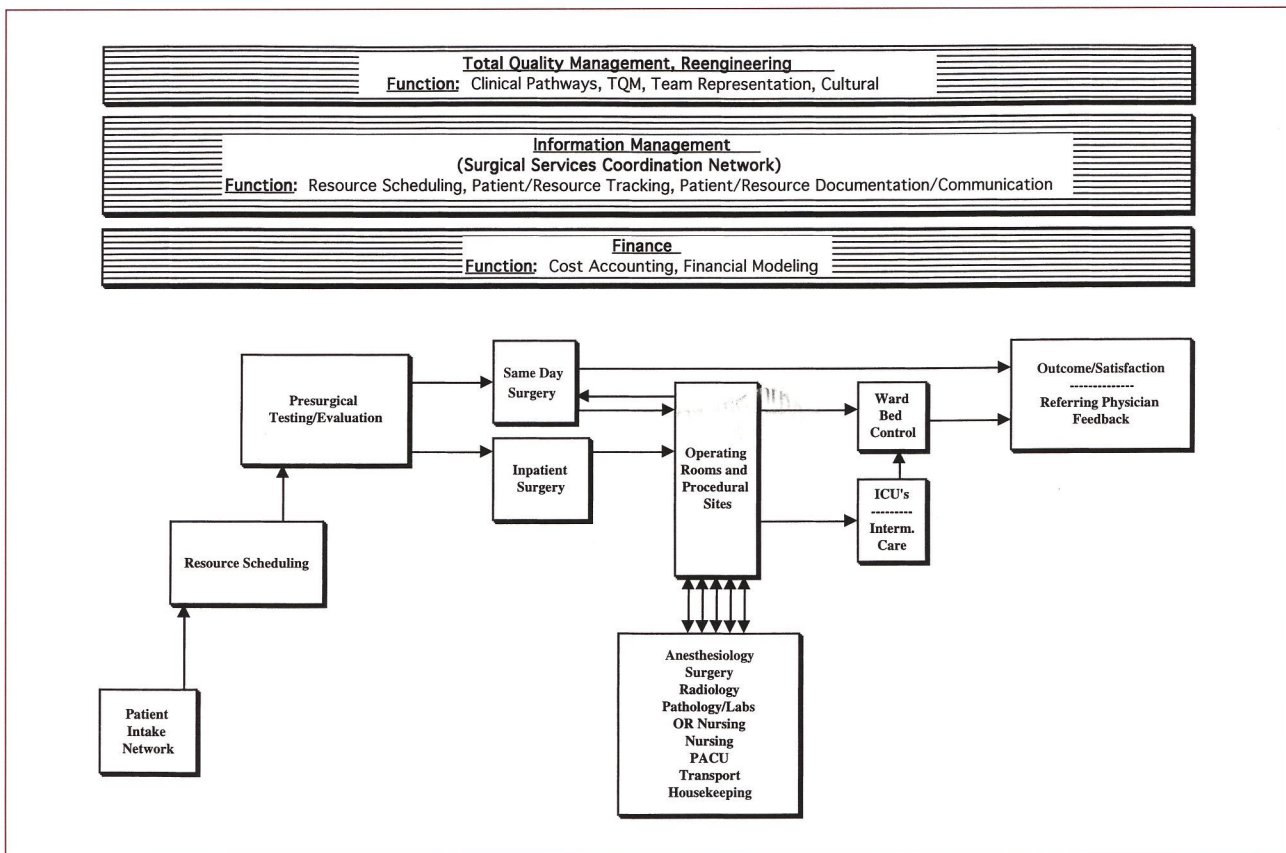 Total Quality Management, Reengineering
Function: Clinical Pathways, TQM, Team Representation, Cultural
Information Management
(Surgical Services Coordination Network)
Function: Resource Scheduling, Patient/Resource Tracking, Patient/Resource Documentation/Communication
Finance
Function: Cost Accounting, Financial Modeling
Presurgical
Testing/Evaluation
Same Day
Surgery
Outcome/Satisfaction
--------------
Referring Physician
Feedback
Ward
Bed
Control
Inpatient
Surgery
Operating
Rooms and
Procedural
Sites
ICU's
---------
Interm.
Care
Resource Scheduling
Patient
Intake
Network
Anesthesiology
Surgery
Radiology
Pathology/Labs
OR Nursing
Nursing
PACU
Transport
Housekeeping